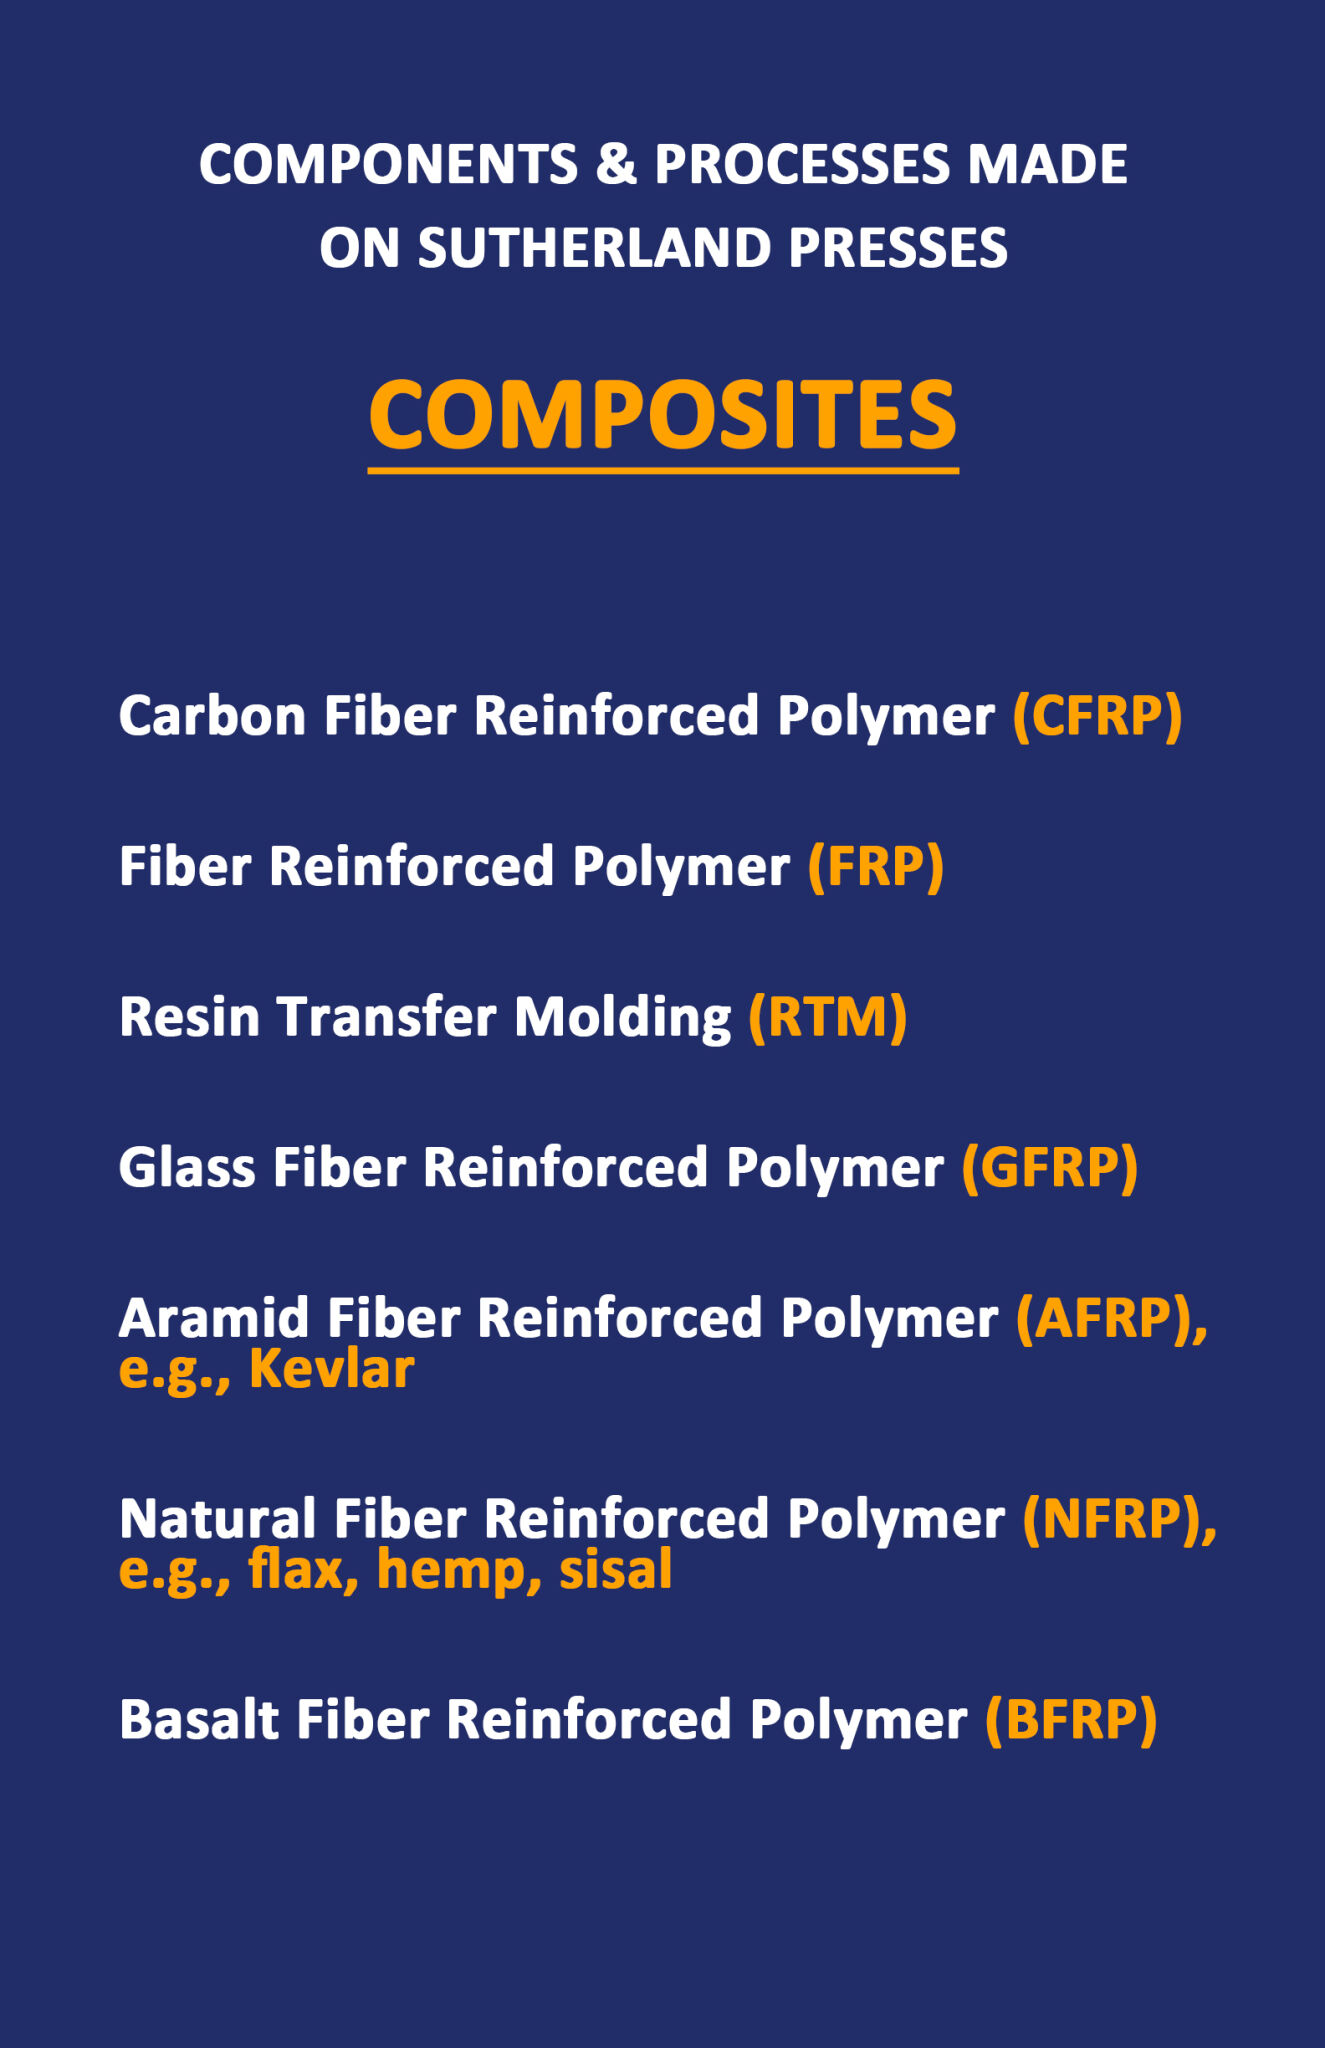 COMPONENTS & PROCESSES MADE
ON SUTHERLAND PRESSES
COMPOSITES
Carbon Fiber Reinforced Polymer (CFRP)
Fiber Reinforced Polymer (FRP)
Resin Transfer Molding (RTM)
Glass Fiber Reinforced Polymer (GFRP)
Aramid Fiber Reinforced Polymer (AFRP),
e.g., Kevlar
Natural Fiber Reinforced Polymer (NFRP),
e.g., flax, hemp, sisal
Basalt Fiber Reinforced Polymer (BFRP)